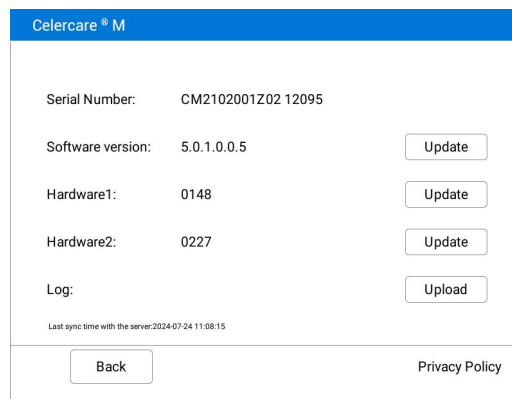 Celercare ® M
Serial Number: CM2102001Z02 12095
Software version: 5.0.1.0.0.5 Update
Hardware1: 0148 Update
Hardware2: 0227 Update
Log: Upload
Last sync time with the server:2024-07-24 11:08:15
Back Privacy Policy